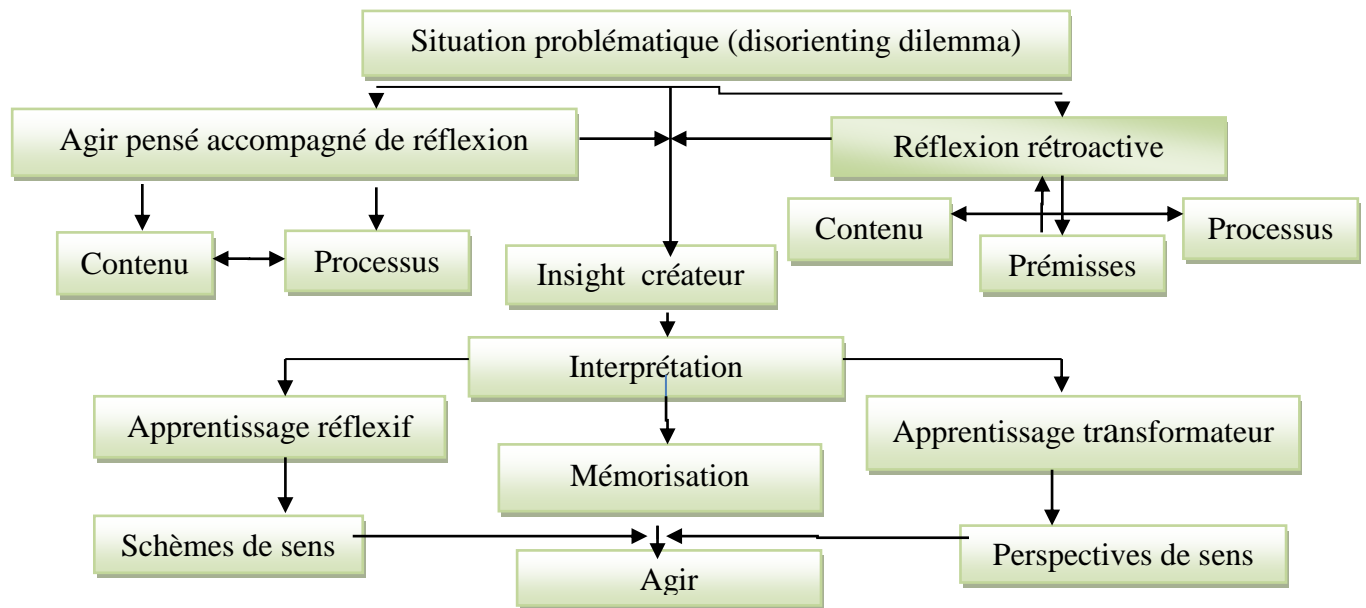 Situation problématique (disorienting dilemma)
Agir pensé accompagné de réflexion
Réflexion rétroactive
Contenu
Processus
Contenu
Prémisses
Processus
Insight créateur
Interprétation
Apprentissage réflexif
Mémorisation
Apprentissage transformateur
Schèmes de sens
Agir
Perspectives de sens